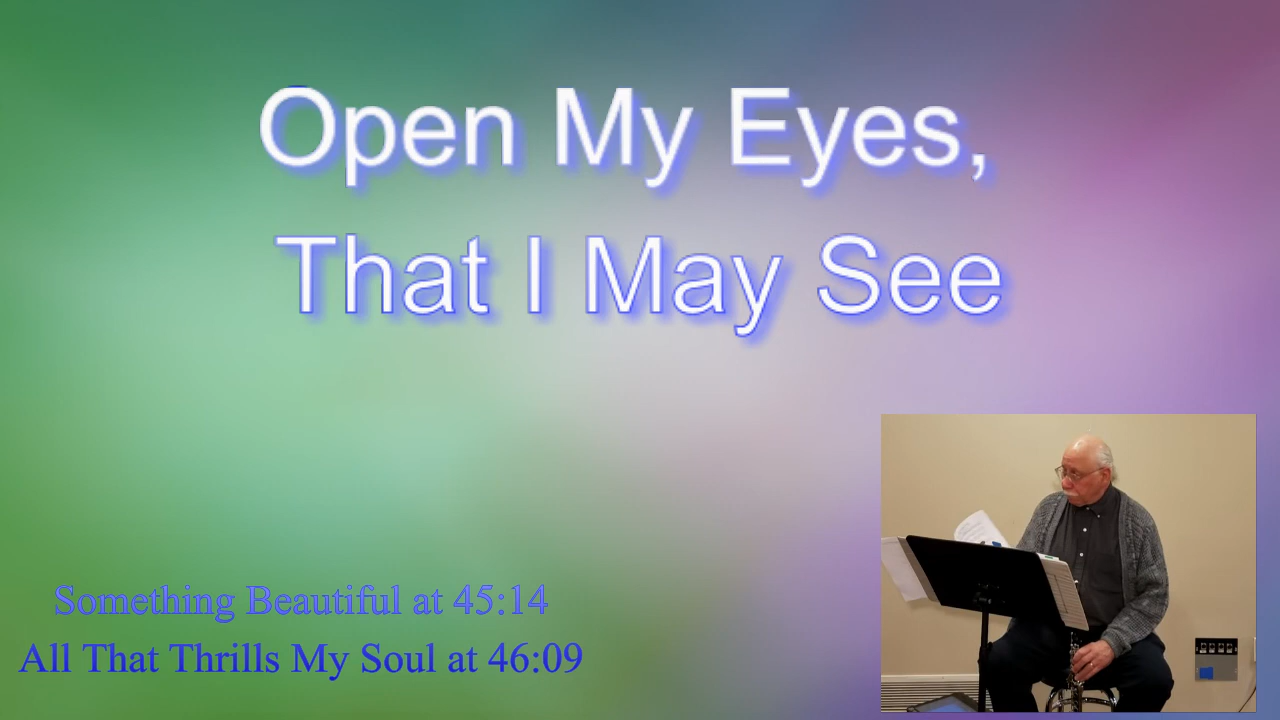 Open My Eyes,
That I May See
Something Beautiful at 45:14
All That Thrills My Soul at 46:09